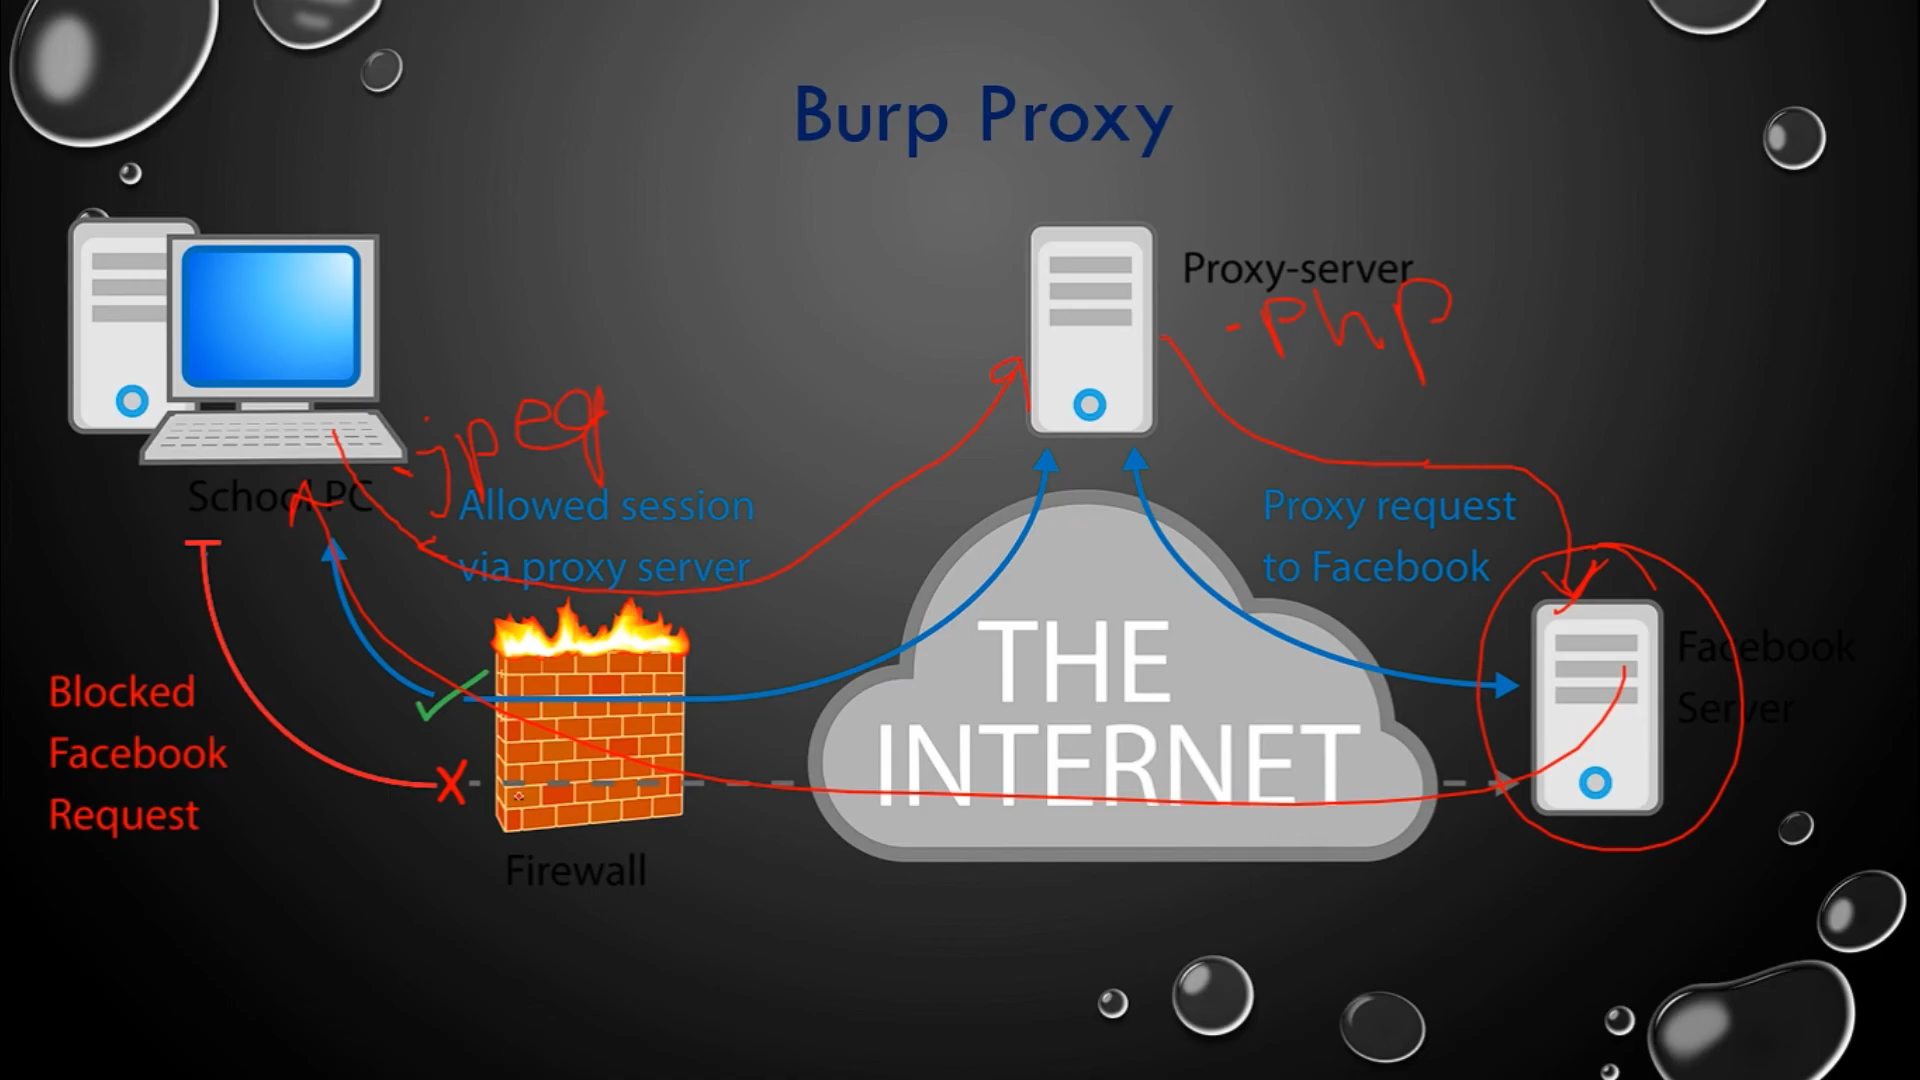 Burp Proxy
Proxy-server
.php
.jpeg
School PC
Allowed session
via proxy server
Proxy request
to Facebook
THE
INTERNET
Facebook
Server
Blocked
Facebook
Request
X
Firewall